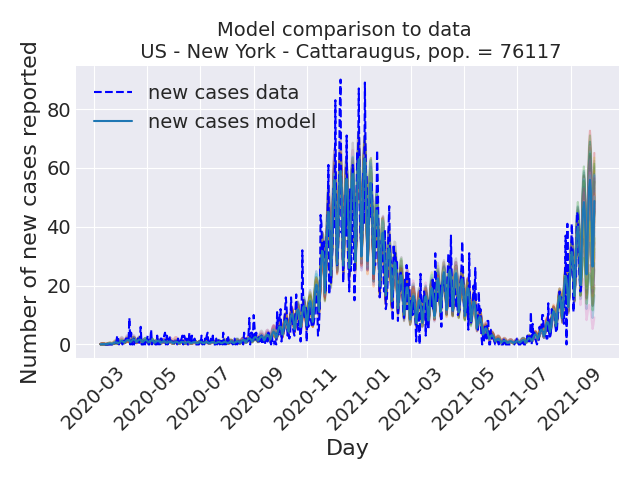 Model comparison to data
US - New York - Cattaraugus, pop. = 76117
Number of new cases reported
80
60
40
20
0
new cases data
new cases model
2020-03
2020-05
2020-07
2020-09
2020-11
2021-01
2021-03
2021-05
2021-07
2021-09
Day